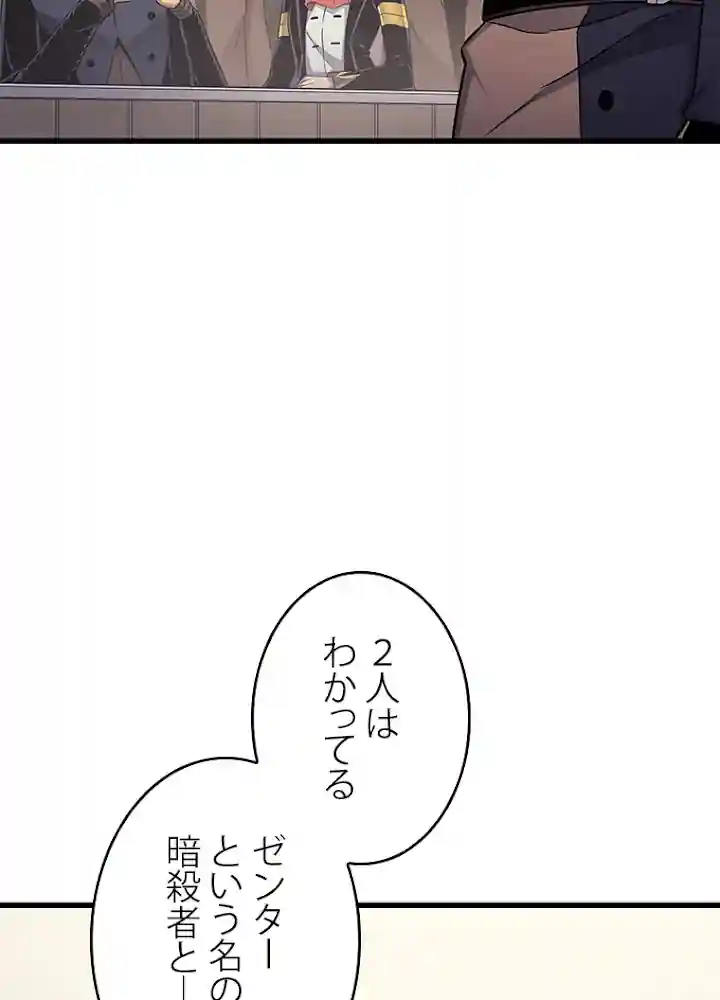 ２人は
わかってる
ゼンター
という名の
暗殺者と―